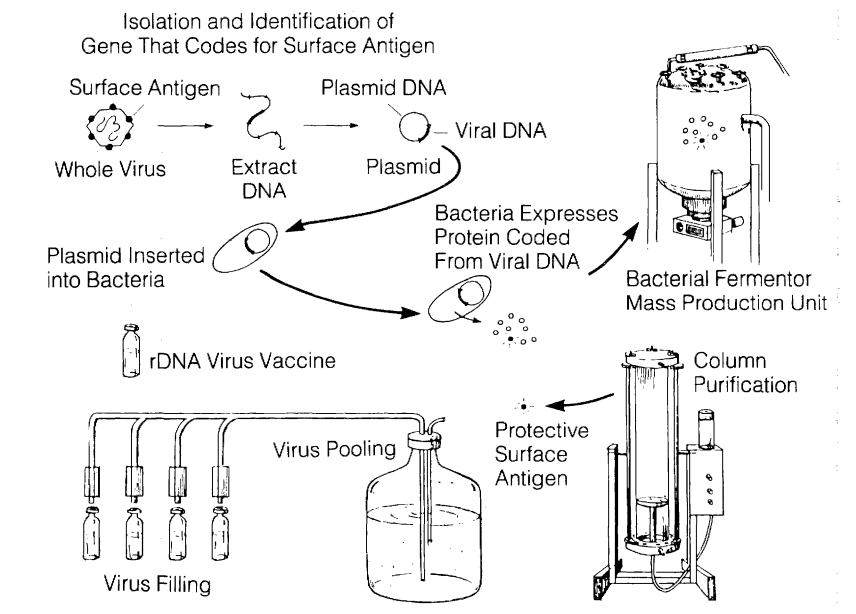 Isolation and Identification of
Gene That Codes for Surface Antigen
Surface Antigen
Plasmid DNA
Viral DNA
Whole Virus
Extract
DNA
Plasmid
Plasmid Inserted
into Bacteria
Bacteria Expresses
Protein Coded
From Viral DNA
Bacterial Fermentor
Mass Production Unit
rDNA Virus Vaccine
Column
Purification
Protective
Surface
Antigen
Virus Pooling
Virus Filling